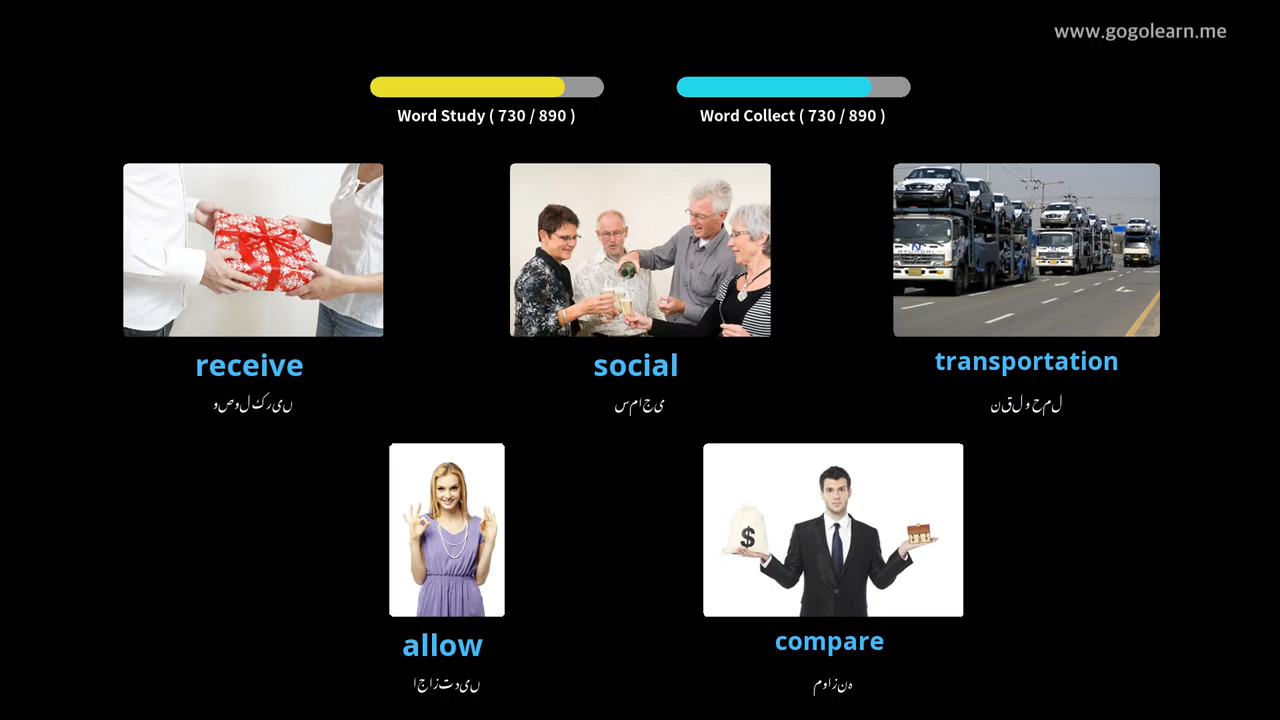 www.gogolearn.me
Word Study ( 730 / 890 )
Word Collect ( 730 / 890 )
receive
social
transportation
وصول کریں
سماجی
نقل و حمل
allow
compare
اجازت دیں
موازنہ